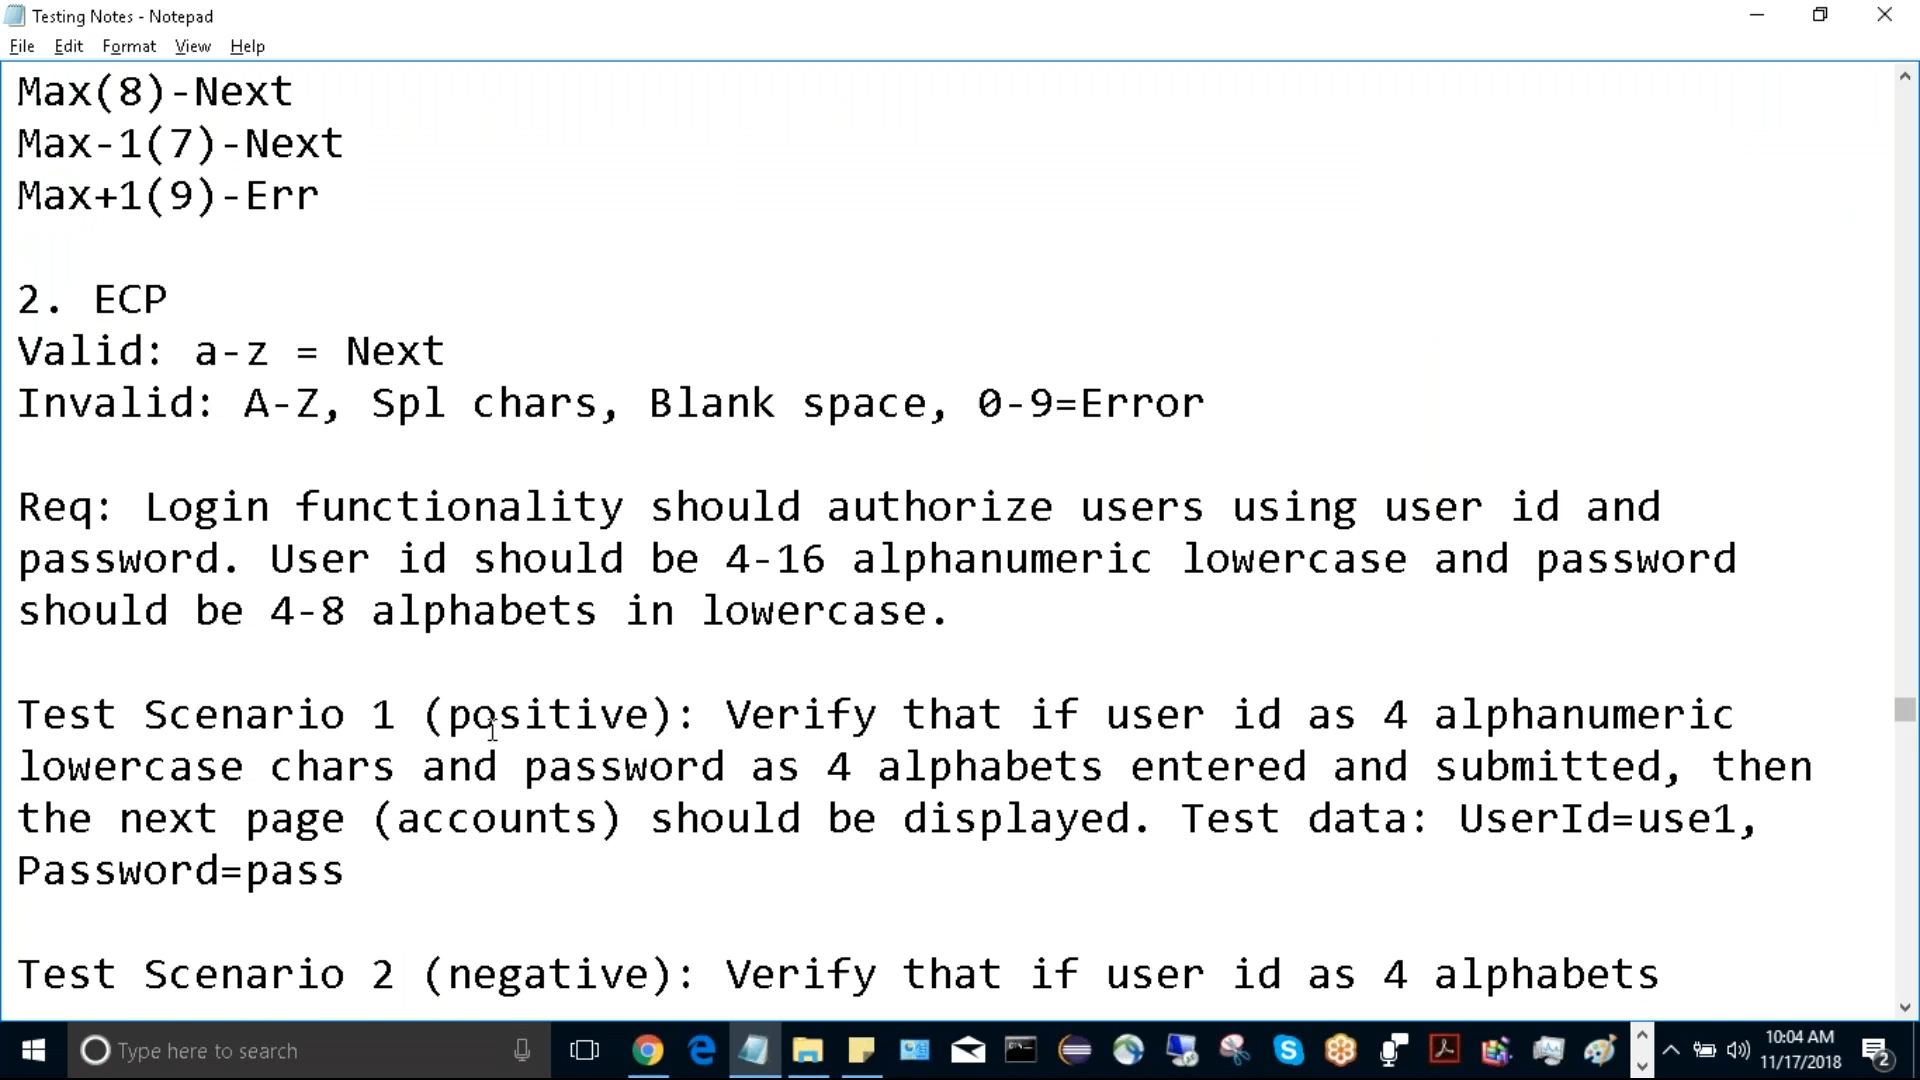 Testing Notes - Notepad
File Edit Format View Help
Max(8)-Next
Max-1(7)-Next
Max+1(9)-Err
2. ECP
Valid: a-z = Next
Invalid: A-Z, Spl chars, Blank space, 0-9=Error
Req: Login functionality should authorize users using user id and
password. User id should be 4-16 alphanumeric lowercase and password
should be 4-8 alphabets in lowercase.
Test Scenario 1 (positive): Verify that if user id as 4 alphanumeric
lowercase chars and password as 4 alphabets entered and submitted, then
the next page (accounts) should be displayed. Test data: UserId=use1,
Password=pass
Test Scenario 2 (negative): Verify that if user id as 4 alphabets
Type here to search
10:04 AM
11/17/2018
2